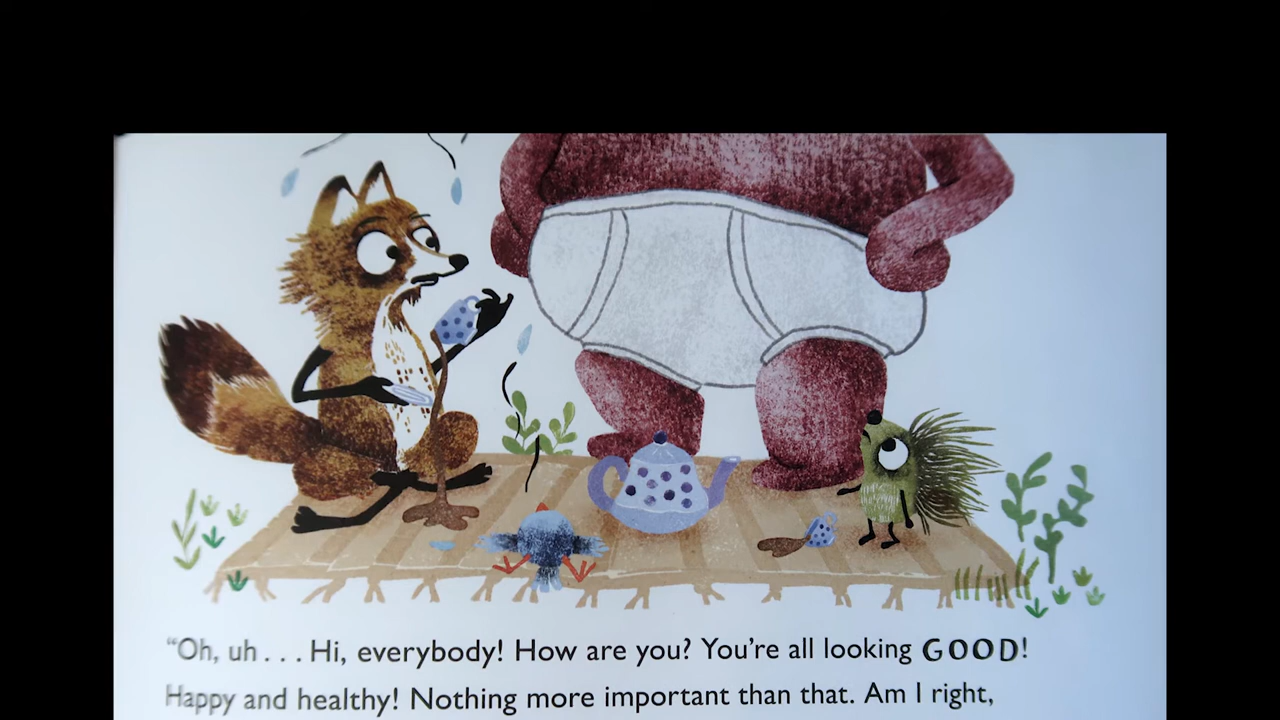 “Oh, uh . . . Hi, everybody! How are you? You’re all looking GOOD!
Happy and healthy! Nothing more important than that. Am I right,